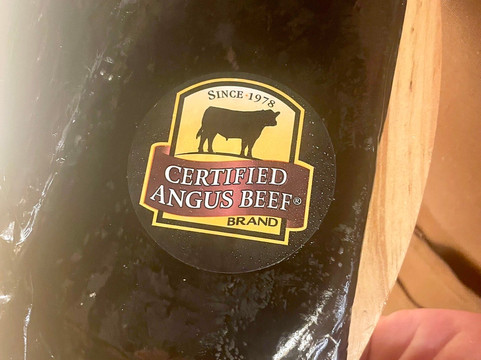 SINCE·1978
CERTIFIED
ANGUS BEEF®
BRAND